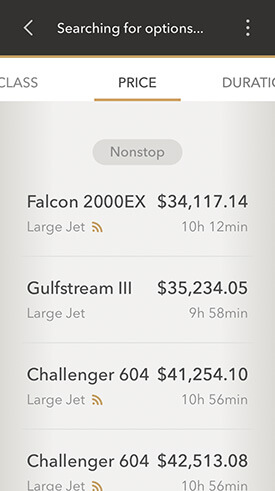 Searching for options...
CLASS PRICE DURATIO
Nonstop
Falcon 2000EX $34,117.14
Large Jet 10h 12min
Gulfstream III $35,234.05
Large Jet 9h 58min
Challenger 604 $41,254.10
Large Jet 10h 56min
Challenger 604 $42,513.08
Large Jet 10h 56min